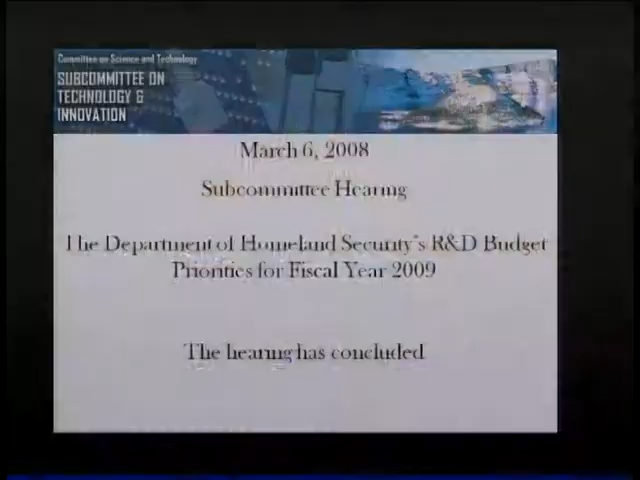 Committee on Science and Technology
SUBCOMMITTEE ON
TECHNOLOGY &
INNOVATION
March 6, 2008
Subcommittee Hearing
The Department of Homeland Security's R&D Budget
Priorities for Fiscal Year 2009
The hearing has concluded